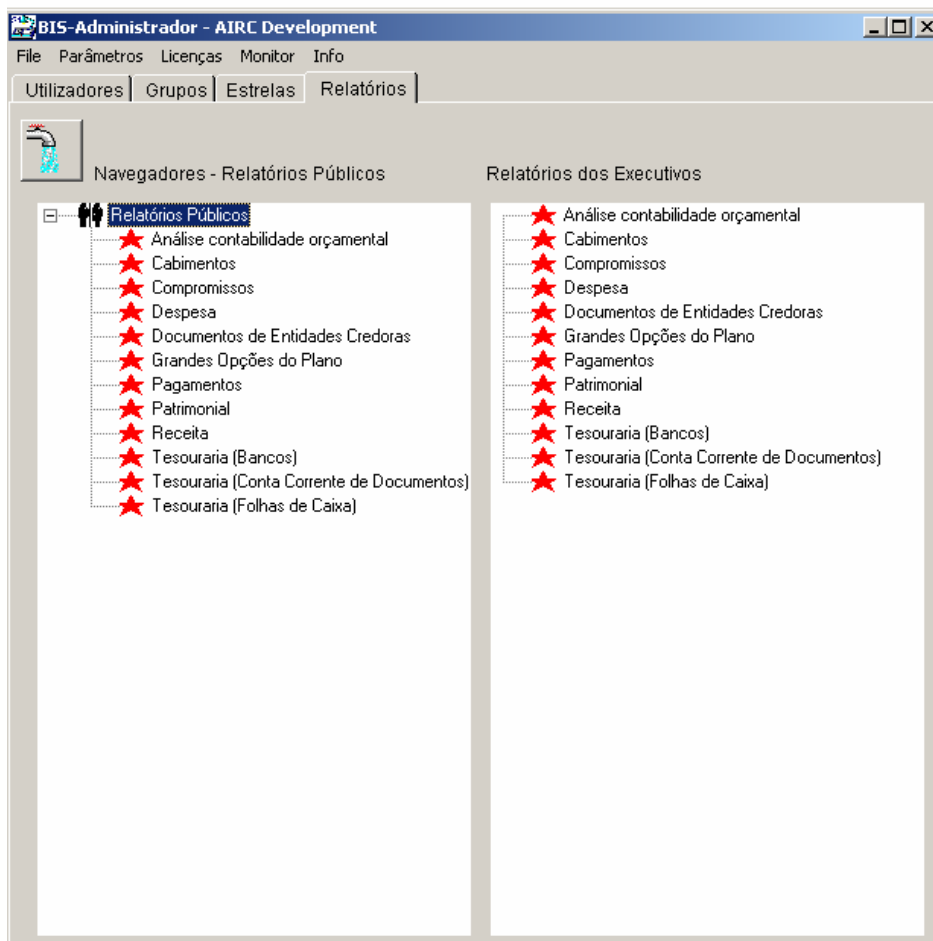 BIS-Administrador - AIRC Development
File Parâmetros Licenças Monitor Info
Utilizadores Grupos Estrelas Relatórios
Navegadores - Relatórios Públicos
Relatórios Públicos
Análise contabilidade orçamental
Cabimentos
Compromissos
Despesa
Documentos de Entidades Credoras
Grandes Opções do Plano
Pagamentos
Patrimonial
Receita
Tesouraria (Bancos)
Tesouraria (Conta Corrente de Documentos)
Tesouraria (Folhas de Caixa)
Relatórios dos Executivos
Análise contabilidade orçamental
Cabimentos
Compromissos
Despesa
Documentos de Entidades Credoras
Grandes Opções do Plano
Pagamentos
Patrimonial
Receita
Tesouraria (Bancos)
Tesouraria (Conta Corrente de Documentos)
Tesouraria (Folhas de Caixa)